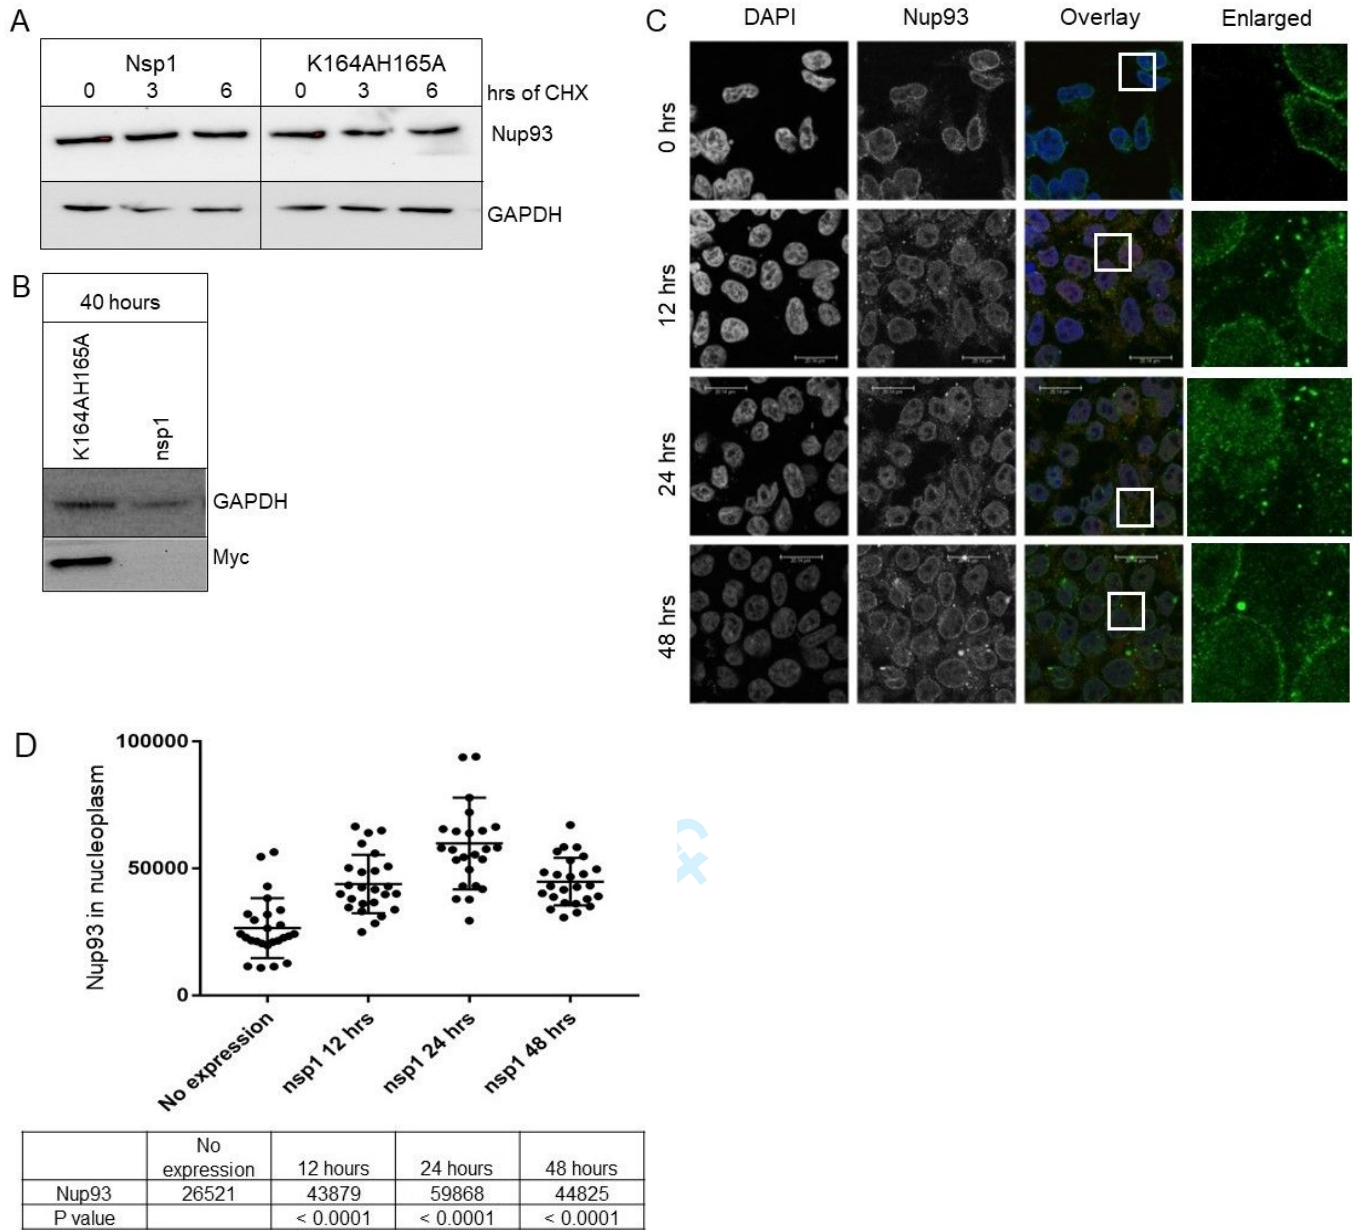 A
Nsp1 K164AH165A
0 3 6 0 3 6 hrs of CHX
Nup93
GAPDH
B
40 hours
K164AH165A nsp1
GAPDH
Myc
C
DAPI Nup93 Overlay Enlarged
0 hrs
12 hrs
24 hrs
48 hrs
D
Nup93 in nucleoplasm
100000
50000
0
No expression nsp1 12 hrs nsp1 24 hrs nsp1 48 hrs
No expression 12 hours 24 hours 48 hours
Nup93 26521 43879 59868 44825
P value < 0.0001 < 0.0001 < 0.0001